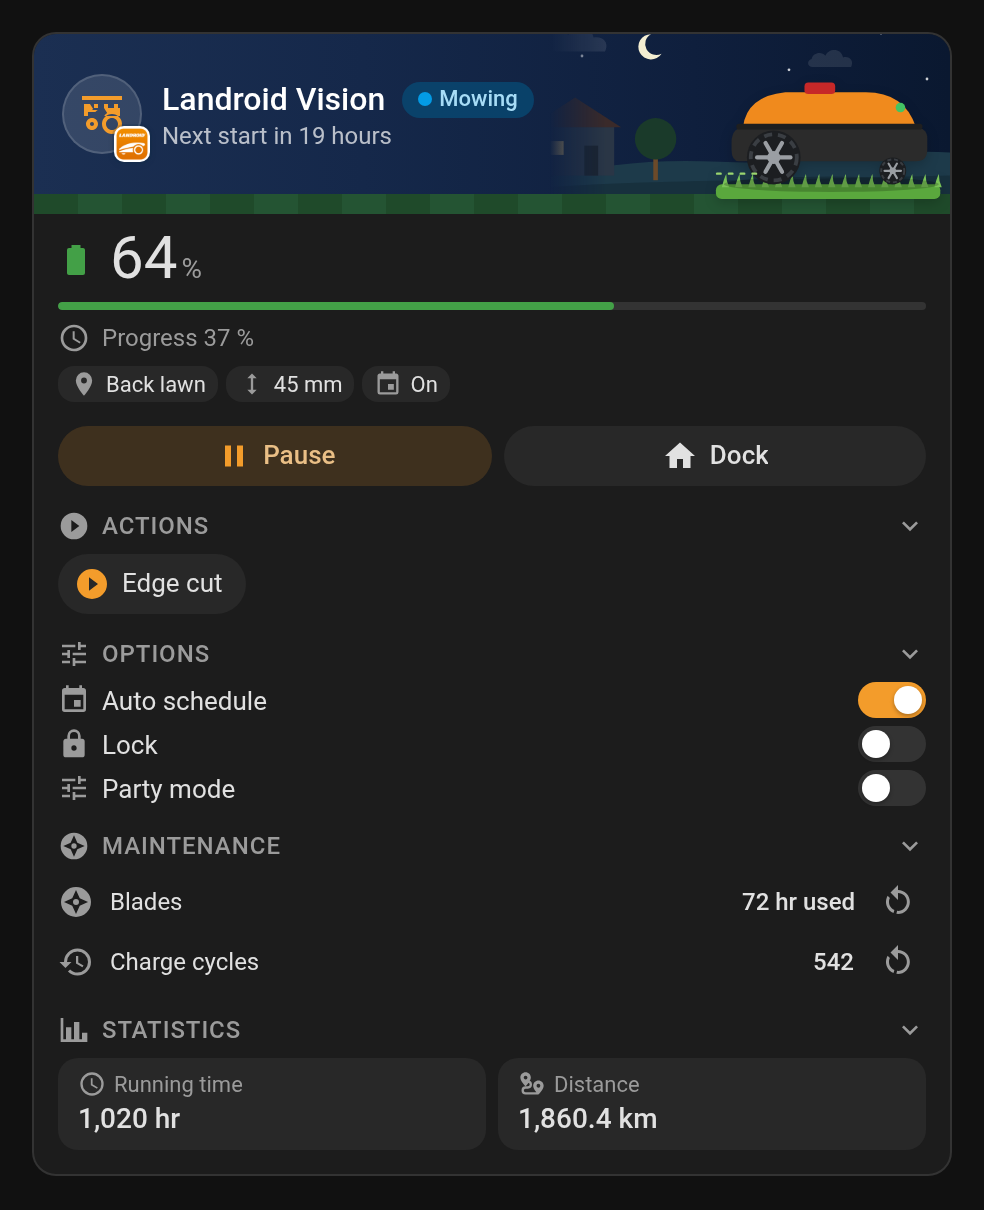 Landroid Vision
Mowing
Next start in 19 hours
LANDROID
64 %
Progress 37 %
Back lawn
45 mm
On
Pause
Dock
ACTIONS
Edge cut
OPTIONS
Auto schedule
Lock
Party mode
MAINTENANCE
Blades
72 hr used
Charge cycles
542
STATISTICS
Running time
1,020 hr
Distance
1,860.4 km